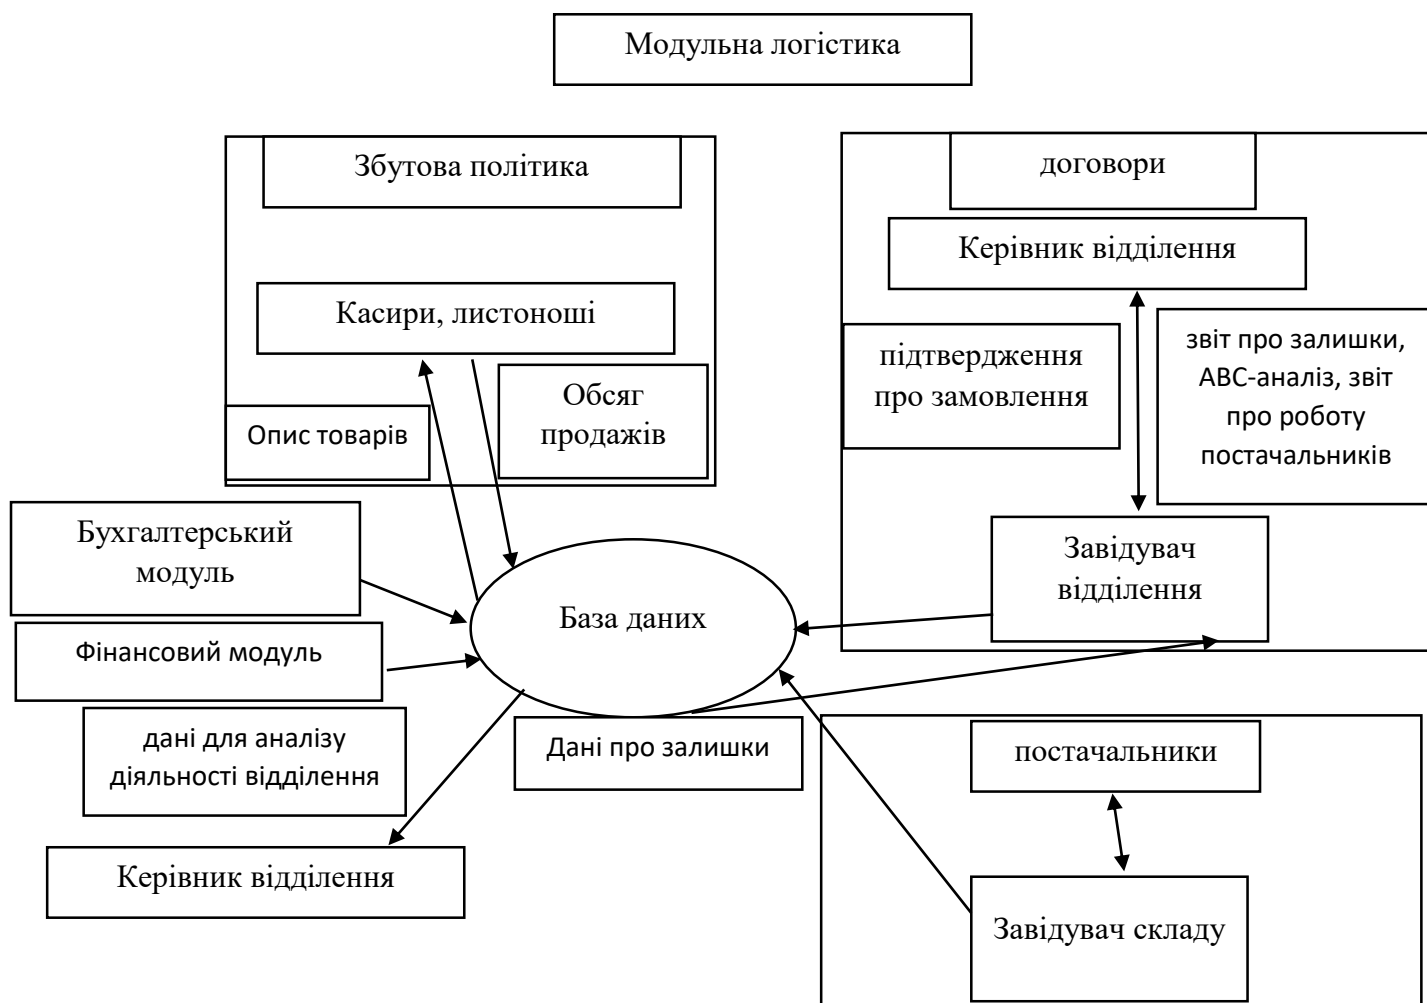 Модульна логістика
Збутова політика
Касири, листоноші
Опис товарів
Обсяг
продажів
договори
Керівник відділення
підтвердження
про замовлення
звіт про залишки,
АВС-аналіз, звіт
про роботу
постачальників
Завідувач
відділення
Бухгалтерський
модуль
Фінансовий модуль
База даних
дані для аналізу
діяльності відділення
Дані про залишки
Керівник відділення
постачальники
Завідувач складу